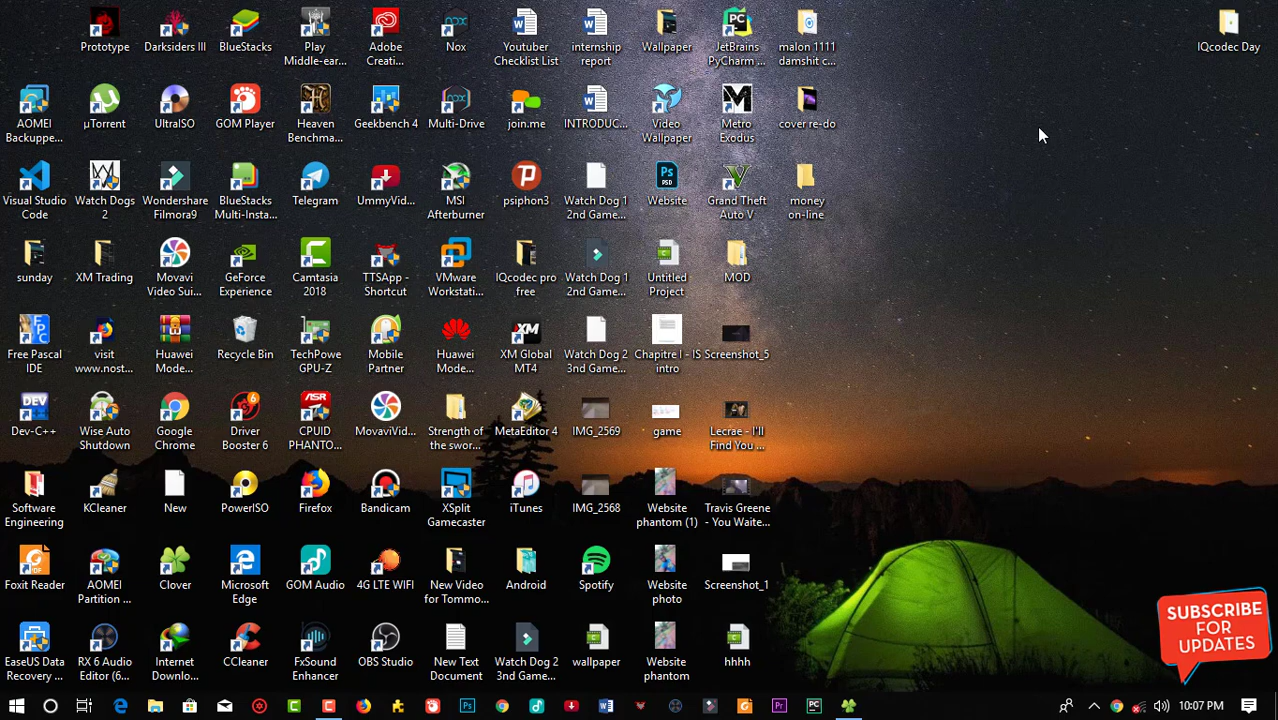 Prototype
Darksiders III
BlueStacks
Play
Middle-ear...
Adobe
Creati...
Nox
Youtuber
Checklist List
internship
report
Wallpaper
JetBrains
PyCharm ...
malon 1111
damshit c...
IQcodec Day
AOMEI
Backuppe...
µTorrent
UltraISO
GOM Player
Heaven
Benchma...
Geekbench 4
Multi-Drive
join.me
INTRODUC...
Video
Wallpaper
Metro
Exodus
cover re-do
Visual Studio
Code
Watch Dogs
2
Wondershare
Filmora9
BlueStacks
Multi-Insta...
Telegram
UmmyVid...
MSI
Afterburner
psiphon3
Watch Dog 1
2nd Game...
Website
Grand Theft
Auto V
money
on-line
sunday
XM Trading
Movavi
Video Sui...
GeForce
Experience
Camtasia
2018
TTSApp -
Shortcut
VMware
Workstati...
IQcodec pro
free
Watch Dog 1
2nd Game...
Untitled
Project
MOD
Free Pascal
IDE
visit
www.nost...
Huawei
Mode...
Recycle Bin
TechPowe
GPU-Z
Mobile
Partner
Huawei
Mode...
XM Global
MT4
Watch Dog 2
3nd Game...
Chapitre I - IS
intro
Screenshot_5
Dev-C++
Wise Auto
Shutdown
Google
Chrome
Driver
Booster 6
CPUID
PHANTO...
MovaviVid...
Strength of
the swor...
MetaEditor 4
IMG_2569
game
Lecrae - I'll
Find You ...
Software
Engineering
KCleaner
New
PowerISO
Firefox
Bandicam
XSplit
Gamecaster
iTunes
IMG_2568
Website
phantom (1)
Travis Greene
- You Waite...
Foxit Reader
AOMEI
Partition ...
Clover
Microsoft
Edge
GOM Audio
4G LTE WIFI
New Video
for Tommo...
Android
Spotify
Website
photo
Screenshot_1
EaseUS Data
Recovery ...
RX 6 Audio
Editor (6...
Internet
Downlo...
CCleaner
FxSound
Enhancer
OBS Studio
New Text
Document
Watch Dog 2
3nd Game...
wallpaper
Website
phantom
hhhh
SUBSCRIBE
FOR
UPDATES
10:07 PM